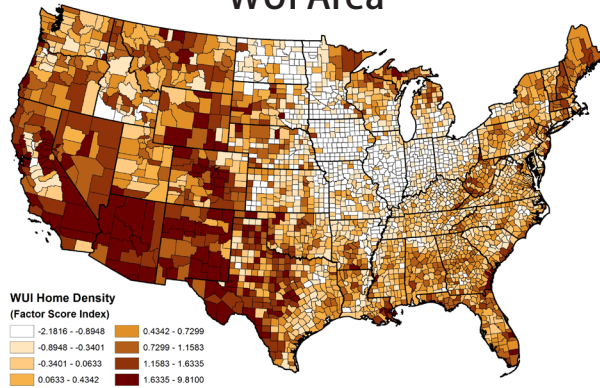 WUI Area
WUI Home Density
(Factor Score Index)
-2.1816 - -0.8948
-0.8948 - -0.3401
-0.3401 - 0.0633
0.0633 - 0.4342
0.4342 - 0.7299
0.7299 - 1.1583
1.1583 - 1.6335
1.6335 - 9.8100